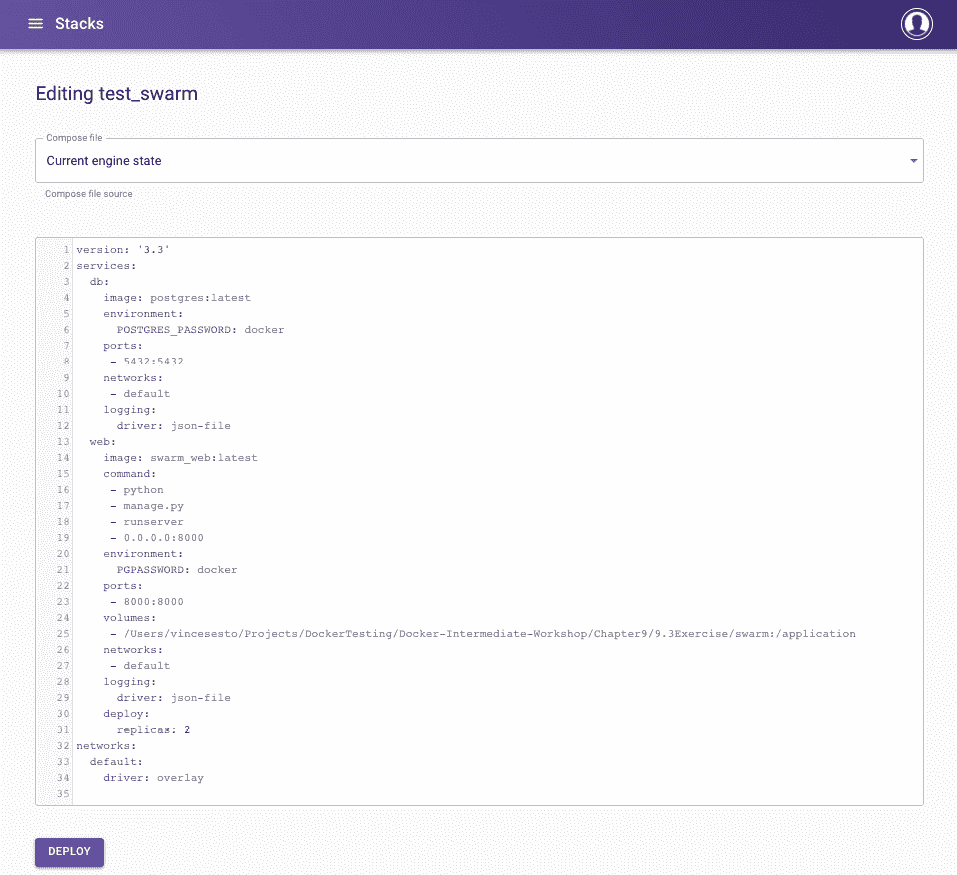 Stacks
Editing test_swarm
Compose file
Current engine state
Compose file source
1 version: '3.3'
2 services:
3   db:
4     image: postgres:latest
5     environment:
6       POSTGRES_PASSWORD: docker
7     ports:
8      - 5432:5432
9     networks:
10      - default
11     logging:
12       driver: json-file
13   web:
14     image: swarm_web:latest
15     command:
16      - python
17      - manage.py
18      - runserver
19      - 0.0.0.0:8000
20     environment:
21       PGPASSWORD: docker
22     ports:
23      - 8000:8000
24     volumes:
25      - /Users/vincesesto/Projects/DockerTesting/Docker-Intermediate-Workshop/Chapter9/9.3Exercise/swarm:/application
26     networks:
27      - default
28     logging:
29       driver: json-file
30     deploy:
31       replicas: 2
32 networks:
33   default:
34     driver: overlay
35
DEPLOY